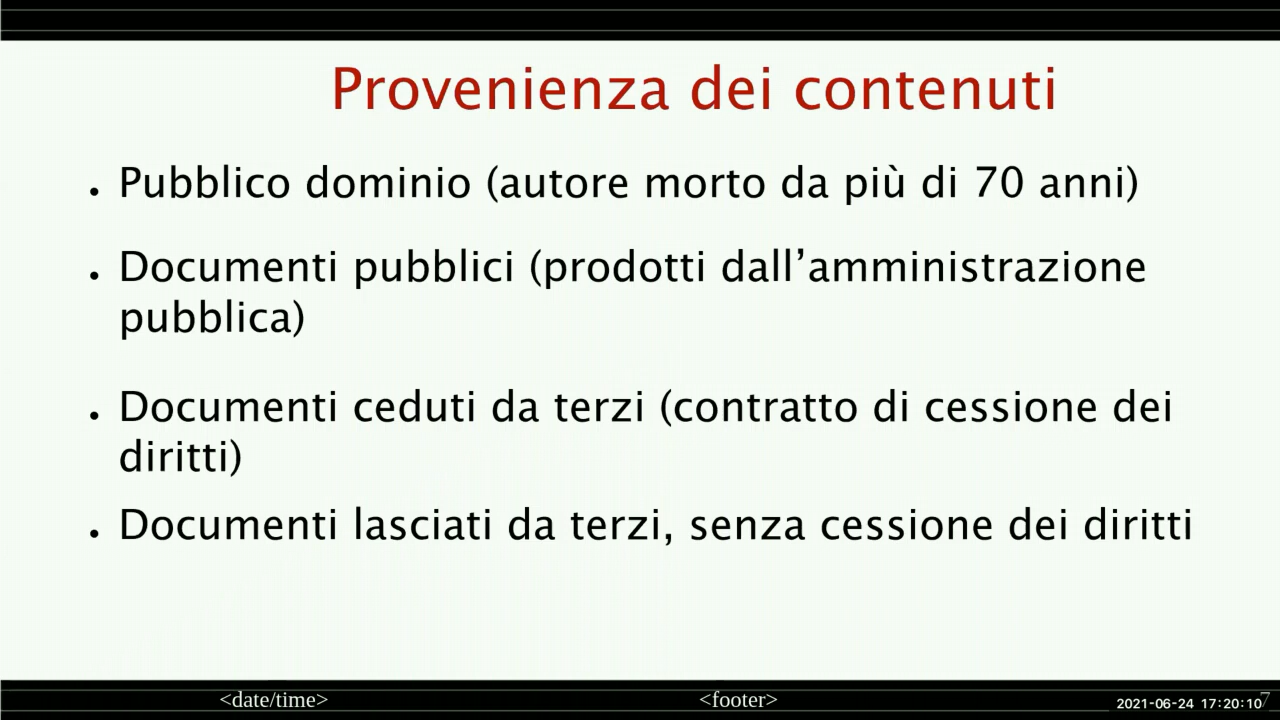 Provenienza dei contenuti
• Pubblico dominio (autore morto da più di 70 anni)
• Documenti pubblici (prodotti dall’amministrazione
pubblica)
• Documenti ceduti da terzi (contratto di cessione dei
diritti)
• Documenti lasciati da terzi, senza cessione dei diritti
<date/time> <footer> 2021-06-24 17:20:10 7